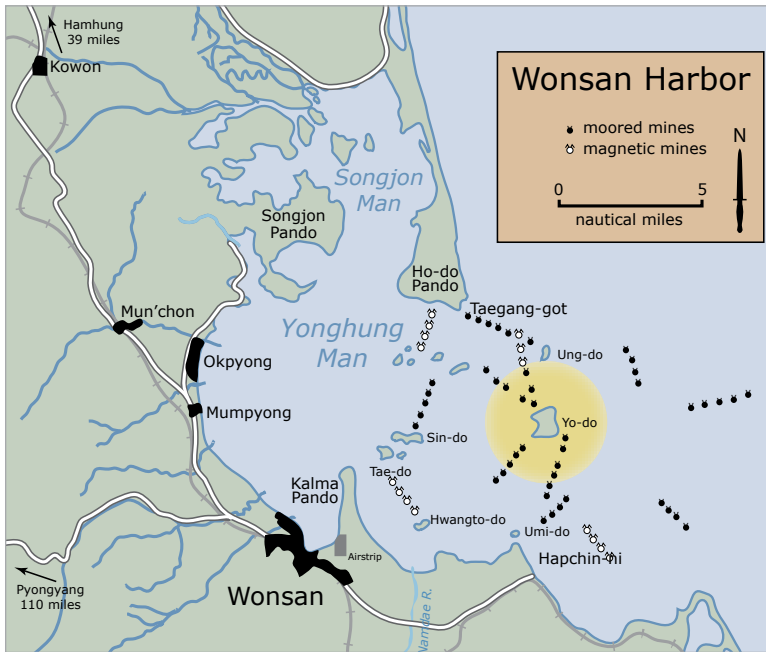 Hamhung
39 miles
Kowon
Wonsan Harbor
moored mines
magnetic mines
N
0
5
nautical miles
Songjon
Man
Songjon
Pando
Ho-do
Pando
Taegang-got
Mun'chon
Yonghung
Man
Ung-do
Okpyong
Mumpyong
Yo-do
Sin-do
Tae-do
Kalma
Pando
Hwangto-do
Umi-do
Hapchin-ni
Airstrip
Pyongyang
110 miles
Wonsan
Namdae R.